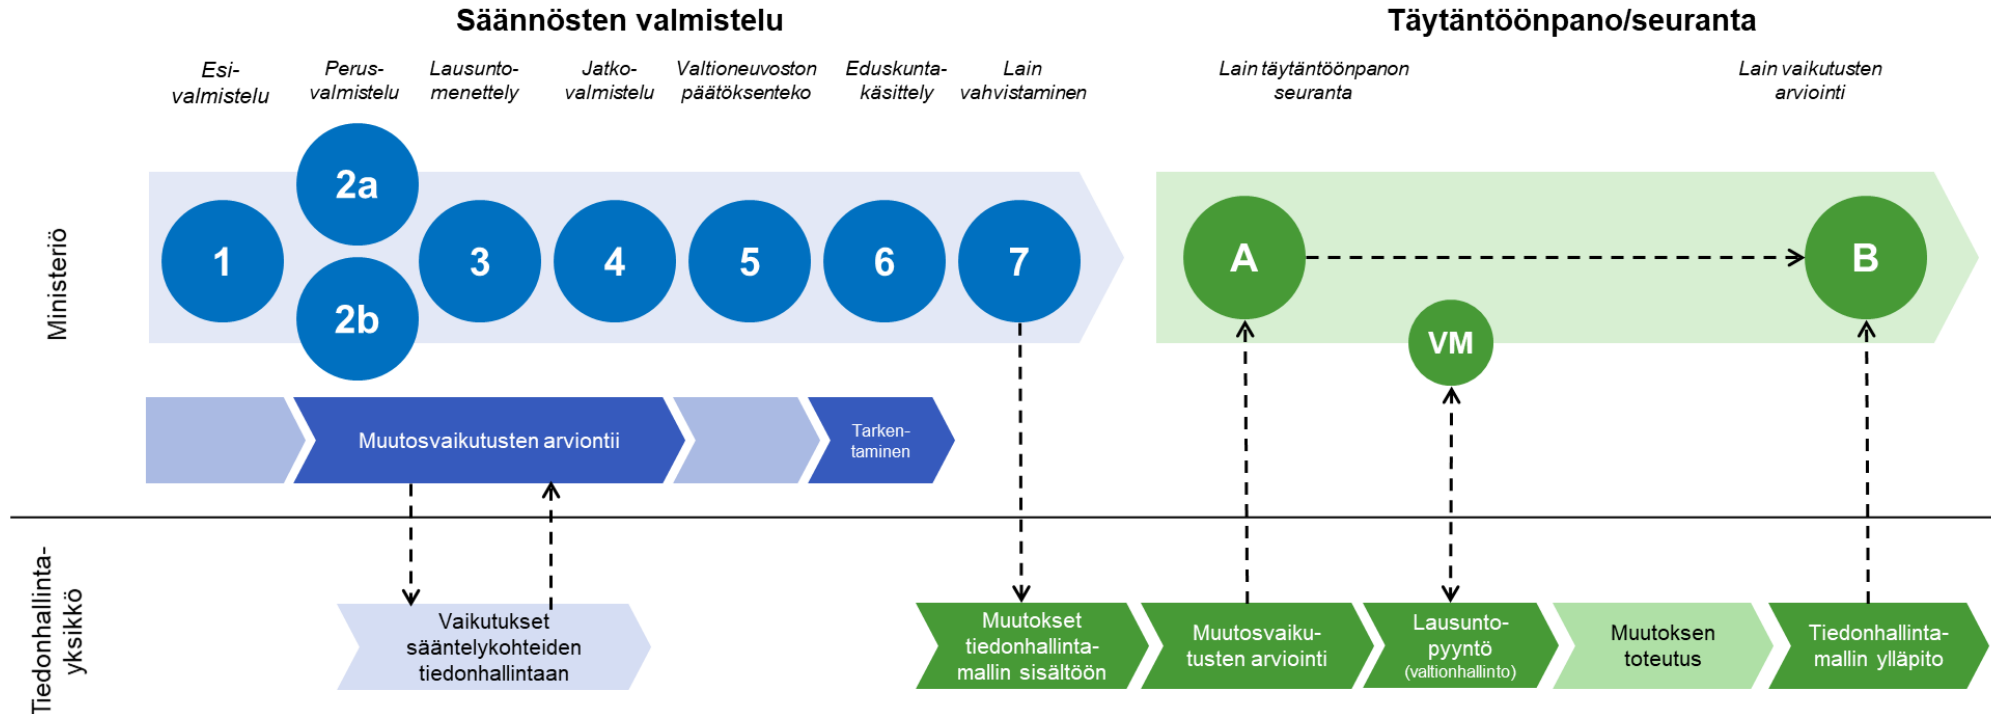 Säännösten valmistelu
Täytäntöönpano/seuranta
Esi-
valmistelu
Perus-
valmistelu
Lausunto-
menettely
Jatko-
valmistelu
Valtioneuvoston
päätöksenteko
Eduskunta-
käsittely
Lain
vahvistaminen
Lain täytäntöönpanon
seuranta
Lain vaikutusten
arviointi
Ministeriö
1
2a
2b
3
4
5
6
7
A
B
VM
Muutosvaikutusten arviontii
Tarken-
taminen
Tiedonhallinta-
yksikkö
Vaikutukset
sääntelykohteiden
tiedonhallintaan
Muutokset
tiedonhallinta-
mallin sisältöön
Muutosvaiku-
tusten arviointi
Lausunto-
pyyntö
(valtionhallinto)
Muutoksen
toteutus
Tiedonhallinta-
mallin ylläpito